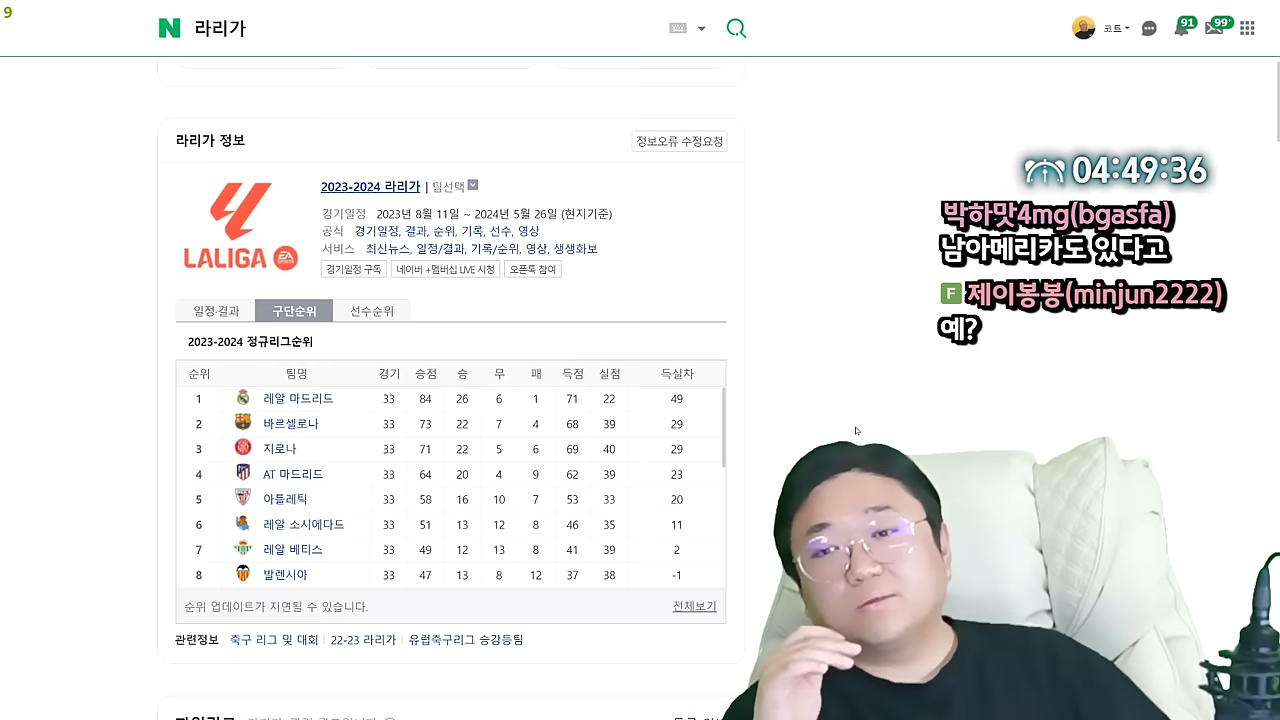 9
N 라리가
코트
91
99+
라리가 정보
정보오류 수정요청
LALIGA EA
2023-2024 라리가 | 팀선택
경기일정 2023년 8월 11일 ~ 2024년 5월 26일 (현지기준)
공식 경기일정, 결과, 순위, 기록, 선수, 영상
서비스 최신뉴스, 일정/결과, 기록/순위, 영상, 생생화보
경기일정 구독 네이버 +멤버십 LIVE 시청 오픈톡 참여
일정·결과 구단순위 선수순위
2023-2024 정규리그순위
순위 팀명 경기 승점 승 무 패 득점 실점 득실차
1 레알 마드리드 33 84 26 6 1 71 22 49
2 바르셀로나 33 73 22 7 4 68 39 29
3 지로나 33 71 22 5 6 69 40 29
4 AT 마드리드 33 64 20 4 9 62 39 23
5 아틀레틱 33 58 16 10 7 53 33 20
6 레알 소시에다드 33 51 13 12 8 46 35 11
7 레알 베티스 33 49 12 13 8 41 39 2
8 발렌시아 33 47 13 8 12 37 38 -1
순위 업데이트가 지연될 수 있습니다. 전체보기
관련정보 축구 리그 및 대회 | 22-23 라리가 | 유럽축구리그 승강등팀
04:49:36
박하맛4mg(bgasfa)
남아메리카도 있다고
F 제이봉봉(minjun2222)
예?